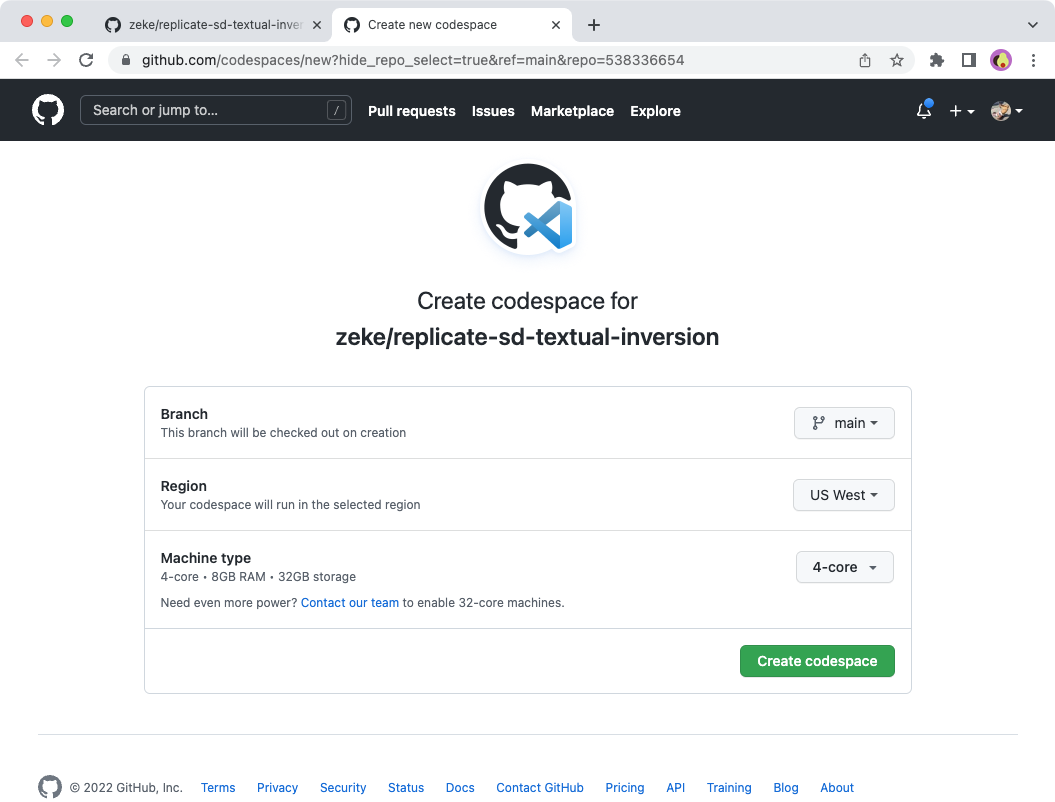 zeke/replicate-sd-textual-inver
Create new codespace
github.com/codespaces/new?hide_repo_select=true&ref=main&repo=538336654
Search or jump to... /
Pull requests Issues Marketplace Explore
Create codespace for
zeke/replicate-sd-textual-inversion
Branch
This branch will be checked out on creation
main
Region
Your codespace will run in the selected region
US West
Machine type
4-core • 8GB RAM • 32GB storage
4-core
Need even more power? Contact our team to enable 32-core machines.
Create codespace
© 2022 GitHub, Inc. Terms Privacy Security Status Docs Contact GitHub Pricing API Training Blog About